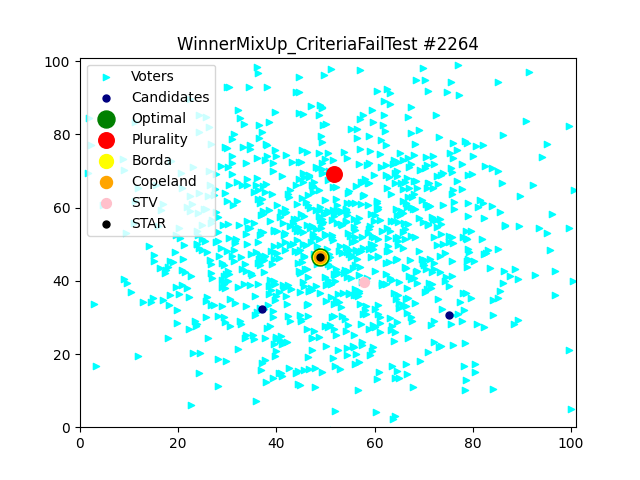 WinnerMixUp_CriteriaFailTest #2264
Voters
Candidates
Optimal
Plurality
Borda
Copeland
STV
STAR
100
80
60
40
20
0
0 20 40 60 80 100